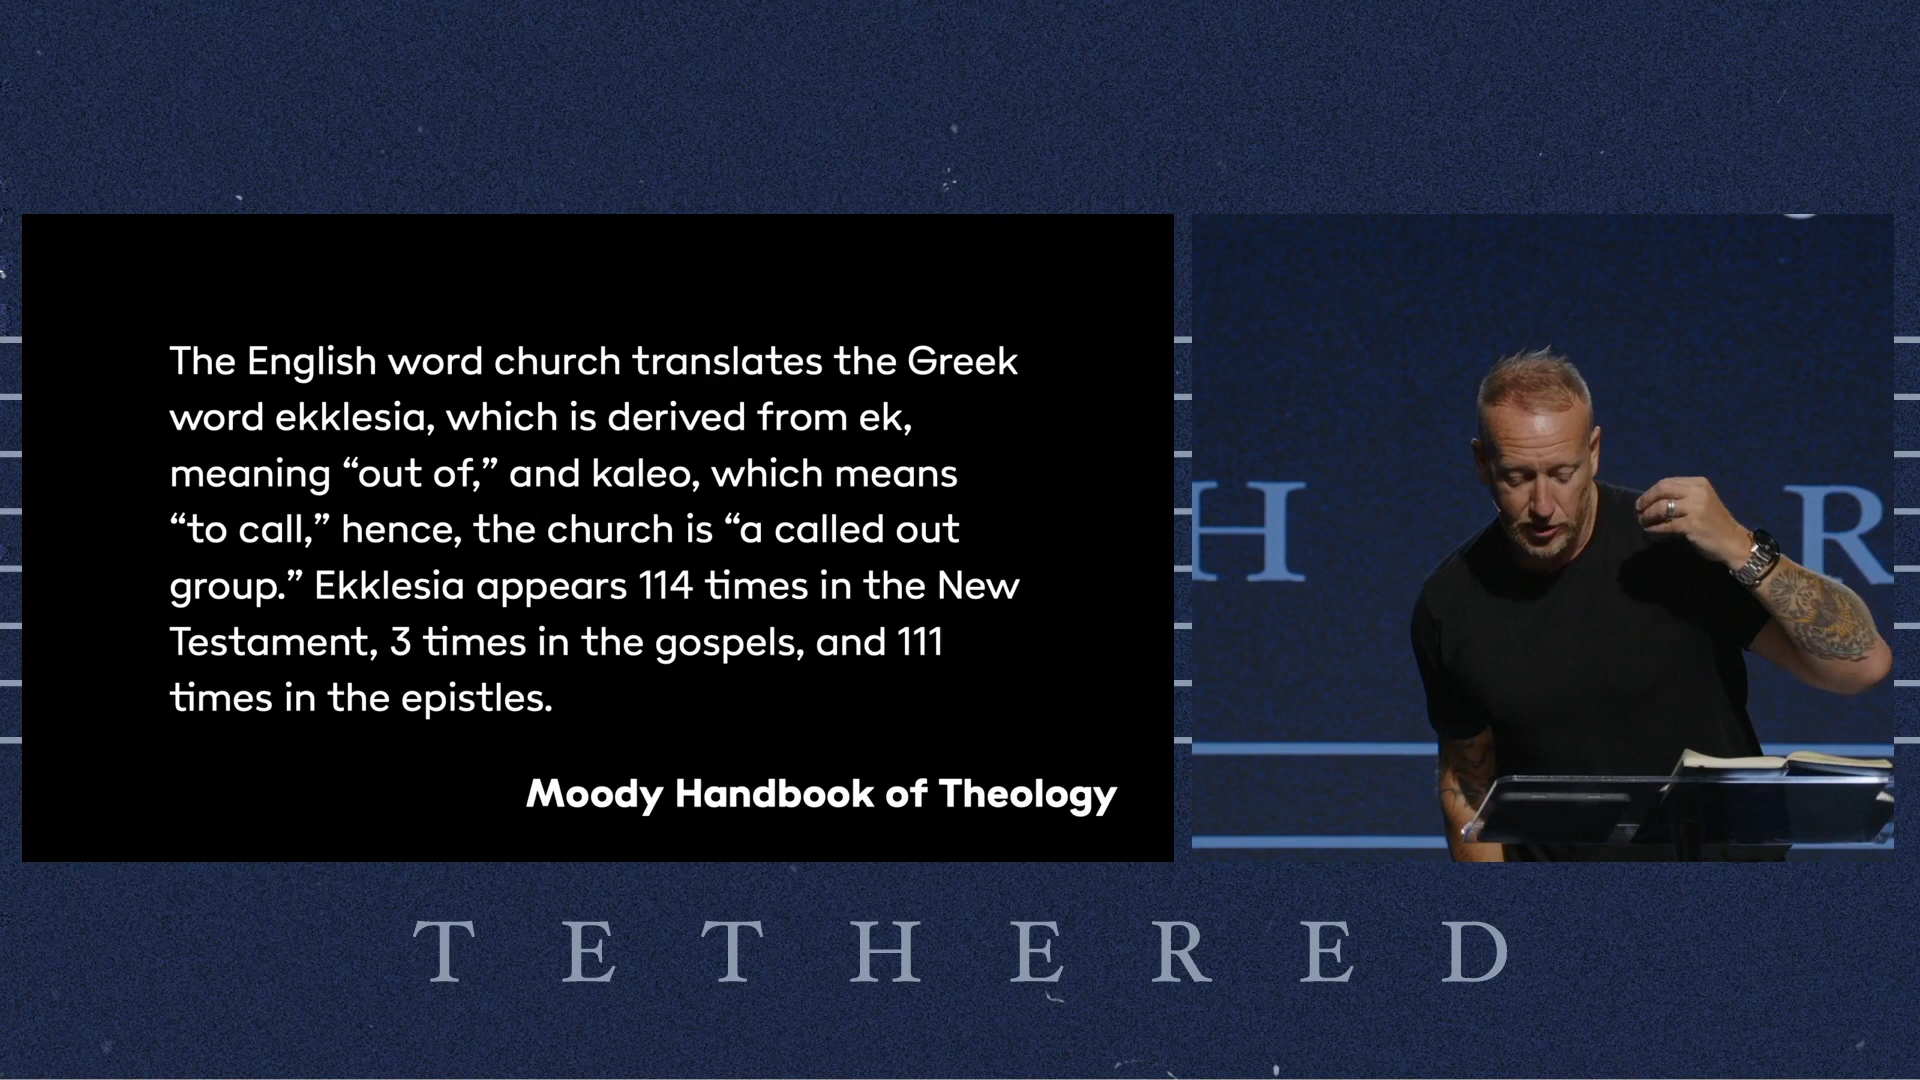 The English word church translates the Greek
word ekklesia, which is derived from ek,
meaning “out of,” and kaleo, which means
“to call,” hence, the church is “a called out
group.” Ekklesia appears 114 times in the New
Testament, 3 times in the gospels, and 111
times in the epistles.
Moody Handbook of Theology
H R
TETHERED